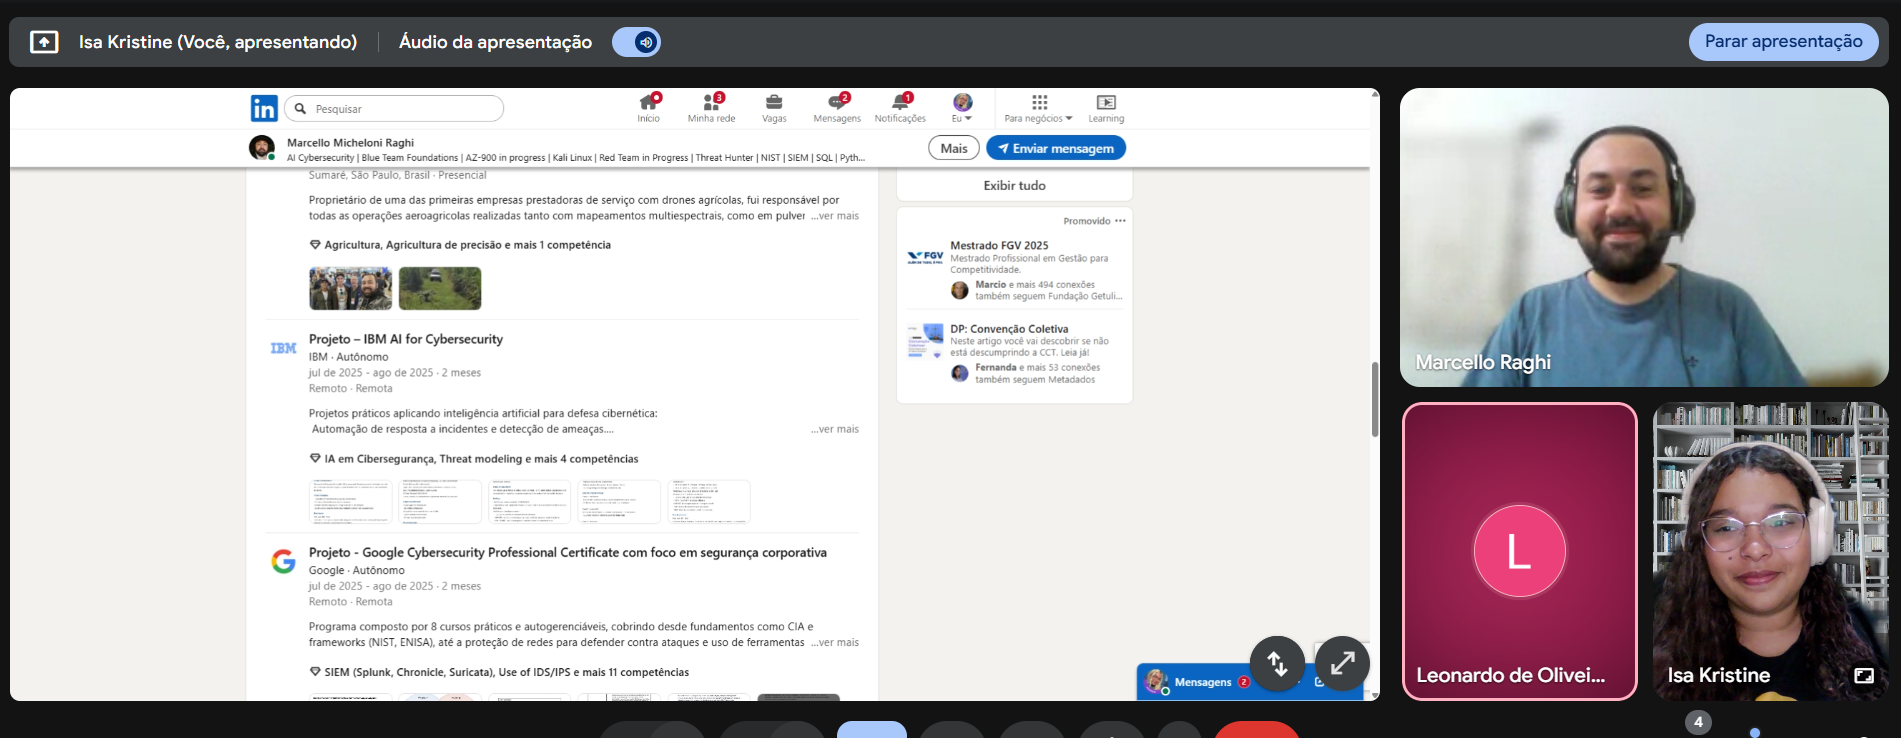 Isa Kristine (Você, apresentando)
Áudio da apresentação
Parar apresentação
in
Pesquisar
Início
3
Minha rede
Vagas
2
Mensagens
1
Notificações
Eu
Para negócios
Learning
Marcello Micheloni Raghi
AI Cybersecurity | Blue Team Foundations | AZ-900 in progress | Kali Linux | Red Team in Progress | Threat Hunter | NIST | SIEM | SQL | Pyth...
Mais
Enviar mensagem
Sumaré, São Paulo, Brasil · Presencial
Proprietário de uma das primeiras empresas prestadoras de serviço com drones agrícolas, fui responsável por
todas as operações aeroagricolas realizadas tanto com mapeamentos multiespectrais, como em pulver ...ver mais
Agricultura, Agricultura de precisão e mais 1 competência
IBM
Projeto – IBM AI for Cybersecurity
IBM · Autônomo
jul de 2025 - ago de 2025 · 2 meses
Remoto · Remota
Projetos práticos aplicando inteligência artificial para defesa cibernética:
Automação de resposta a incidentes e detecção de ameaças.... ...ver mais
IA em Cibersegurança, Threat modeling e mais 4 competências
G
Projeto - Google Cybersecurity Professional Certificate com foco em segurança corporativa
Google · Autônomo
jul de 2025 - ago de 2025 · 2 meses
Remoto · Remota
Programa composto por 8 cursos práticos e autogerenciáveis, cobrindo desde fundamentos como CIA e
frameworks (NIST, ENISA), até a proteção de redes para defender contra ataques e uso de ferramentas ...ver mais
SIEM (Splunk, Chronicle, Suricata), Use of IDS/IPS e mais 11 competências
Exibir tudo
Promovido
FGV
Mestrado FGV 2025
Mestrado Profissional em Gestão para
Competitividade.
Marcio e mais 494 conexões
também seguem Fundação Getuli...
DP: Convenção Coletiva
Neste artigo você vai descobrir se não
está descumprindo a CCT. Leia já!
Fernanda e mais 53 conexões
também seguem Metadados
Mensagens 2
Marcello Raghi
L
Leonardo de Olivei...
Isa Kristine
4